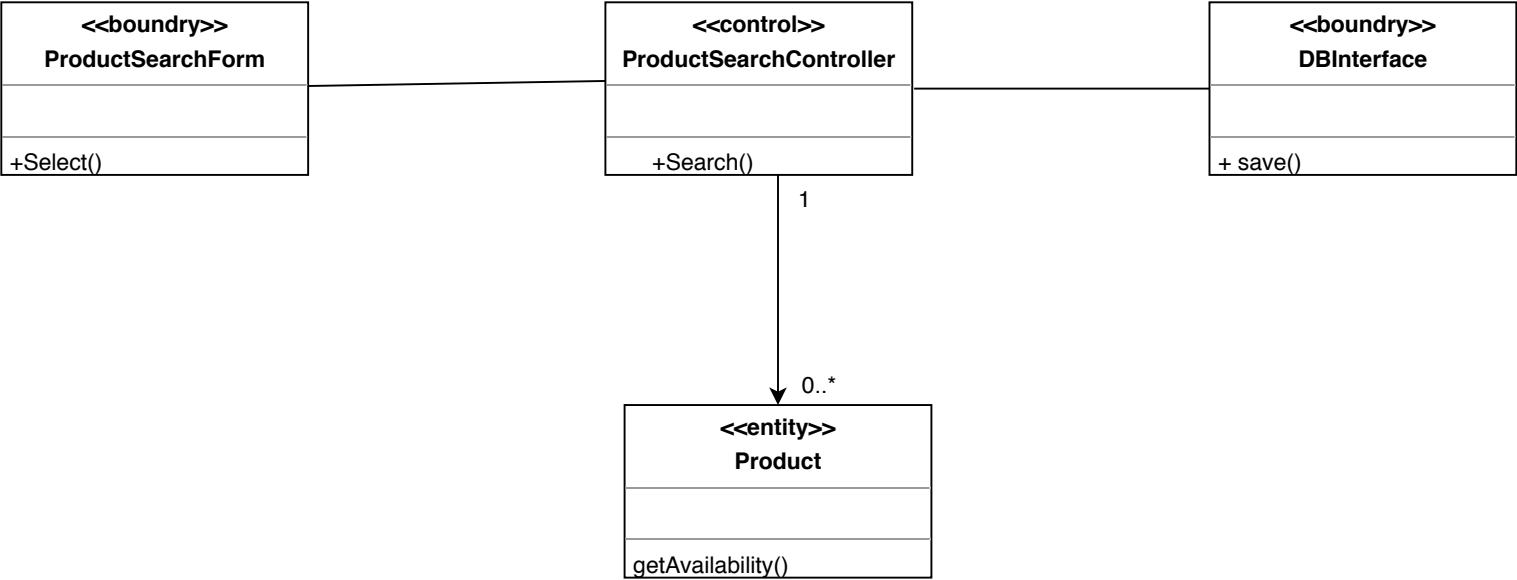 <<boundry>>
ProductSearchForm
+Select()
<<control>>
ProductSearchController
+Search()
<<boundry>>
DBInterface
+ save()
1
0..*
<<entity>>
Product
getAvailability()